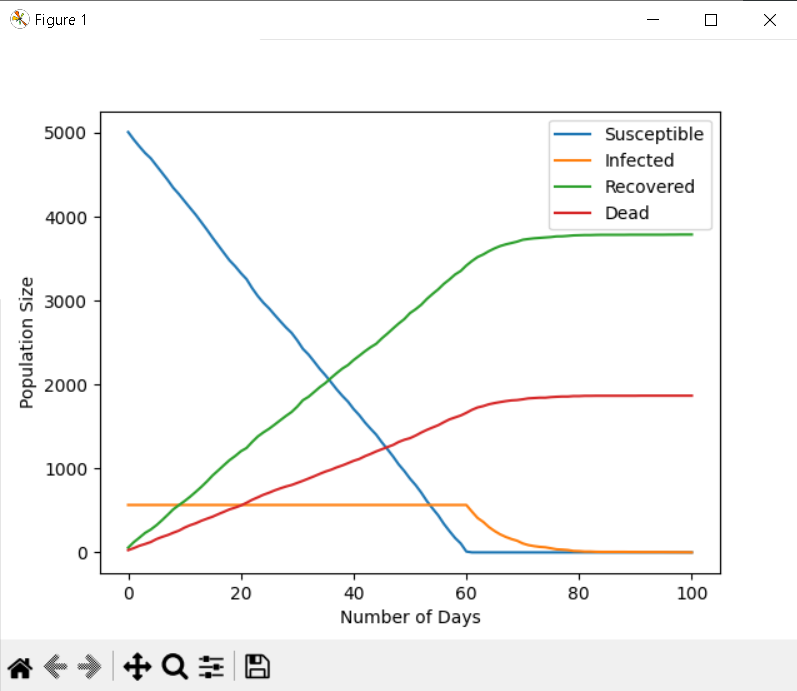 Figure 1
Susceptible
Infected
Recovered
Dead
5000
4000
3000
2000
1000
0
Population Size
0 20 40 60 80 100
Number of Days